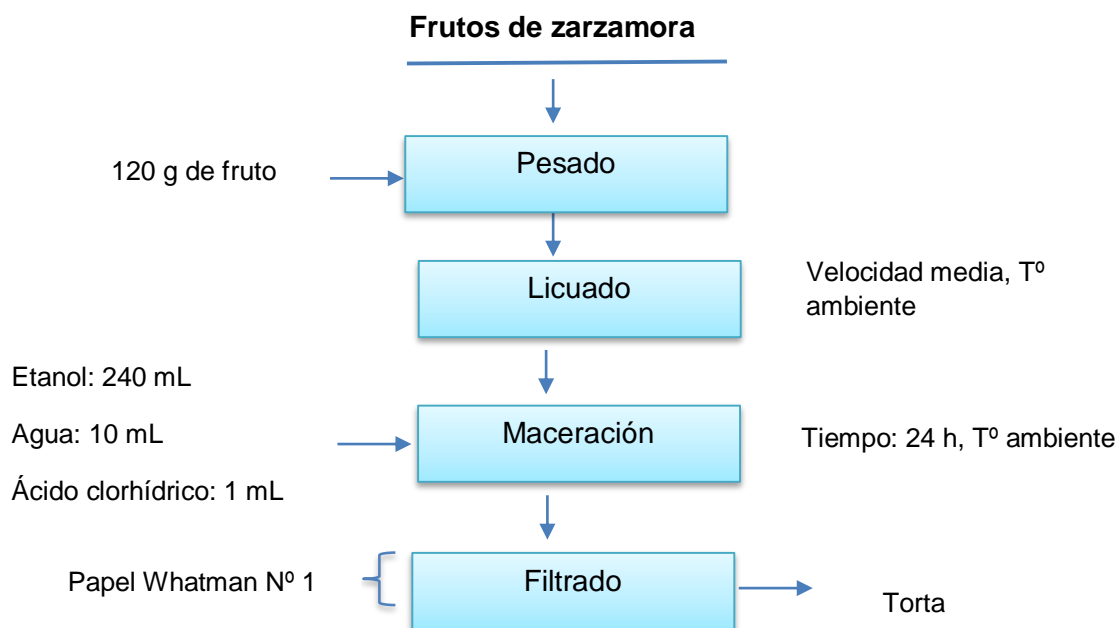 Frutos de zarzamora
120 g de fruto
Pesado
Licuado
Velocidad media, Tº
ambiente
Etanol: 240 mL
Agua: 10 mL
Ácido clorhídrico: 1 mL
Maceración
Tiempo: 24 h, Tº ambiente
Papel Whatman Nº 1
Filtrado
Torta